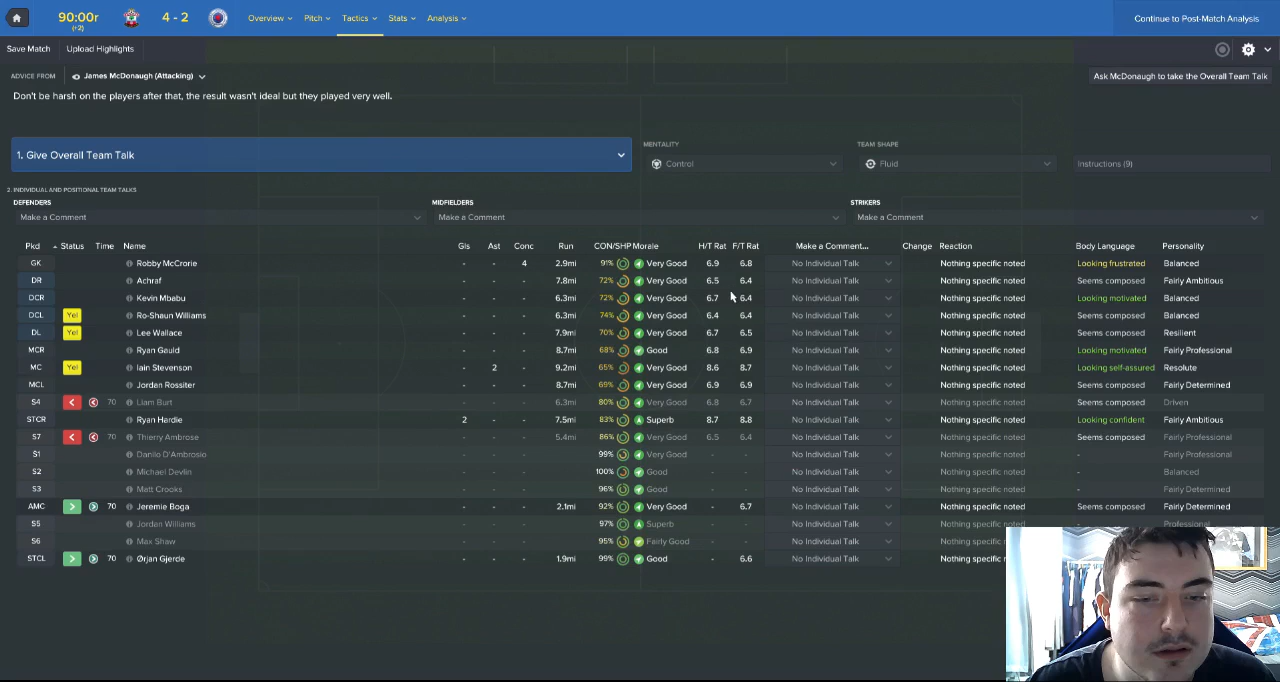 90:00r
(+2)
4 - 2
Overview
Pitch
Tactics
Stats
Analysis
Continue to Post-Match Analysis
Save Match
Upload Highlights
ADVICE FROM
James McDonaugh (Attacking)
Ask McDonaugh to take the Overall Team Talk
Don't be harsh on the players after that, the result wasn't ideal but they played very well.
1. Give Overall Team Talk
MENTALITY
Control
TEAM SHAPE
Fluid
Instructions (9)
2. INDIVIDUAL AND POSITIONAL TEAM TALKS
DEFENDERS
MIDFIELDERS
STRIKERS
Make a Comment
Make a Comment
Make a Comment
Pkd Status Time Name Gls Ast Conc Run CON/SHP Morale H/T Rat F/T Rat Make a Comment... Change Reaction Body Language Personality
GK Robby McCrorie - - 4 2.9mi 91% Very Good 6.9 6.8 No Individual Talk Nothing specific noted Looking frustrated Balanced
DR Achraf - - - 7.8mi 72% Very Good 6.5 6.4 No Individual Talk Nothing specific noted Seems composed Fairly Ambitious
DCR Kevin Mbabu - - - 6.3mi 72% Very Good 6.7 6.4 No Individual Talk Nothing specific noted Looking motivated Balanced
DCL Yel Ro-Shaun Williams - - - 6.3mi 74% Very Good 6.4 6.4 No Individual Talk Nothing specific noted Seems composed Balanced
DL Yel Lee Wallace - - - 7.9mi 70% Very Good 6.7 6.5 No Individual Talk Nothing specific noted Seems composed Resilient
MCR Ryan Gauld - - - 8.7mi 68% Good 6.8 6.9 No Individual Talk Nothing specific noted Looking motivated Fairly Professional
MC Yel Iain Stevenson - 2 - 9.2mi 65% Very Good 8.6 8.7 No Individual Talk Nothing specific noted Looking self-assured Resolute
MCL Jordan Rossiter - - - 8.7mi 69% Very Good 6.9 6.9 No Individual Talk Nothing specific noted Seems composed Fairly Determined
S4 70 Liam Burt - - - 6.3mi 80% Very Good 6.8 6.7 No Individual Talk Nothing specific noted Seems composed Driven
STCR Ryan Hardie 2 - - 7.5mi 83% Superb 8.7 8.8 No Individual Talk Nothing specific noted Looking confident Fairly Ambitious
S7 70 Thierry Ambrose - - - 5.4mi 86% Very Good 6.5 6.4 No Individual Talk Nothing specific noted Seems composed Fairly Professional
S1 Danilo D'Ambrosio - - - 99% Very Good - - No Individual Talk Nothing specific noted - Fairly Professional
S2 Michael Devlin - - - 100% Good - - No Individual Talk Nothing specific noted - Balanced
S3 Matt Crooks - - - 96% Good - - No Individual Talk Nothing specific noted - Fairly Determined
AMC 70 Jeremie Boga - - - 2.1mi 92% Very Good - 6.7 No Individual Talk Nothing specific noted Seems composed Fairly Determined
S5 Jordan Williams - - - 97% Superb - - No Individual Talk Nothing specific noted - Professional
S6 Max Shaw - - - 95% Fairly Good - - No Individual Talk Nothing specific
STCL 70 Ørjan Gjerde - - - 1.9mi 99% Good - 6.6 No Individual Talk Nothing specific